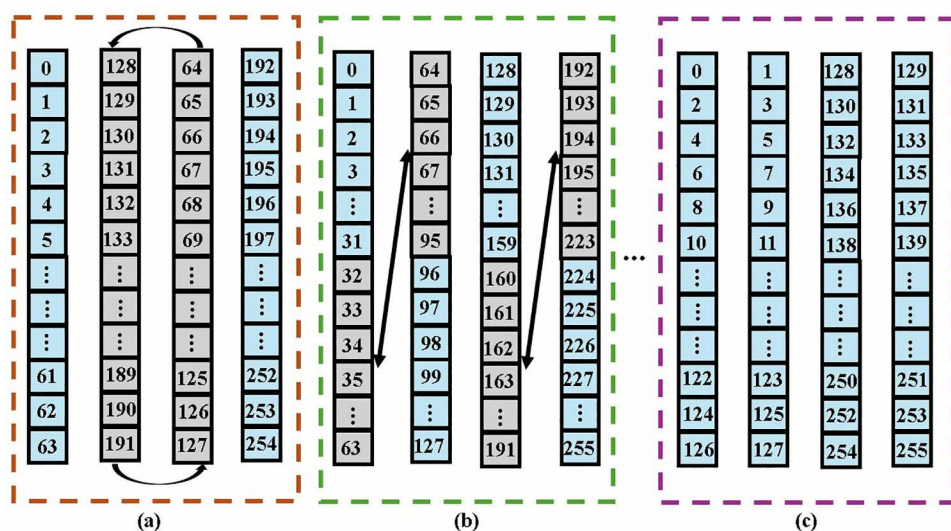 0 128 64 192
1 129 65 193
2 130 66 194
3 131 67 195
4 132 68 196
5 133 69 197
⋮ ⋮ ⋮ ⋮
⋮ ⋮ ⋮ ⋮
⋮ ⋮ ⋮ ⋮
61 189 125 252
62 190 126 253
63 191 127 254
(a)
0 64 128 192
1 65 129 193
2 66 130 194
3 67 131 195
⋮ ⋮ ⋮ ⋮
31 95 159 223
32 96 160 224
33 97 161 225
34 98 162 226
35 99 163 227
⋮ ⋮ ⋮ ⋮
63 127 191 255
(b)
...
0 1 128 129
2 3 130 131
4 5 132 133
6 7 134 135
8 9 136 137
10 11 138 139
⋮ ⋮ ⋮ ⋮
⋮ ⋮ ⋮ ⋮
⋮ ⋮ ⋮ ⋮
122 123 250 251
124 125 252 253
126 127 254 255
(c)